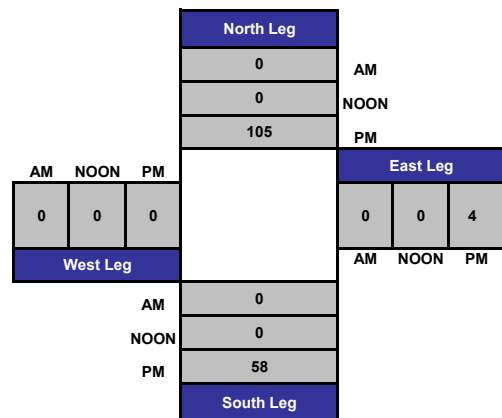 North Leg
0
AM
0
NOON
105
PM
AM NOON PM
East Leg
0 0 0
0 0 4
West Leg
AM NOON PM
AM
0
NOON
0
PM
58
South Leg